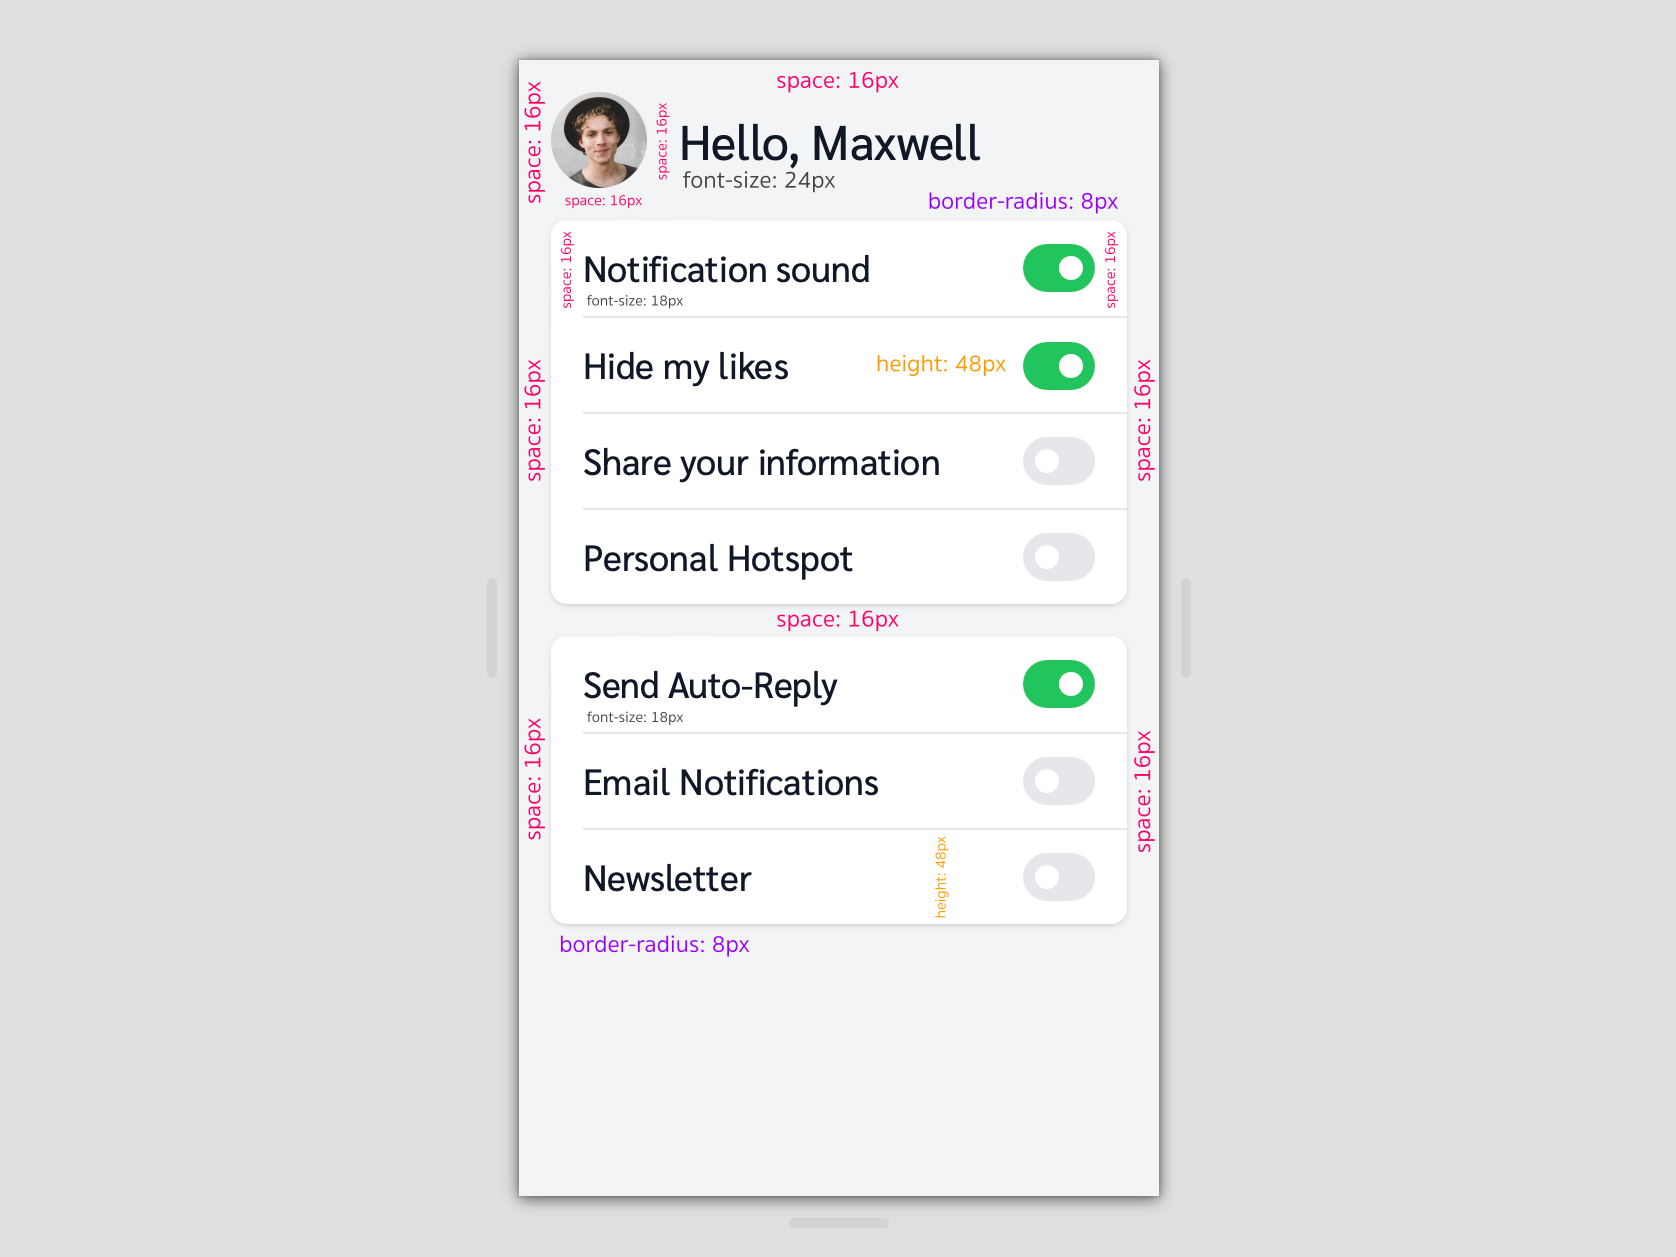 space: 16px
space: 16px
space: 16px
Hello, Maxwell
font-size: 24px
space: 16px
border-radius: 8px
space: 16px
Notification sound
space: 16px
font-size: 18px
Hide my likes
height: 48px
space: 16px
space: 16px
Share your information
Personal Hotspot
space: 16px
Send Auto-Reply
font-size: 18px
space: 16px
space: 16px
Email Notifications
Newsletter
height: 48px
border-radius: 8px